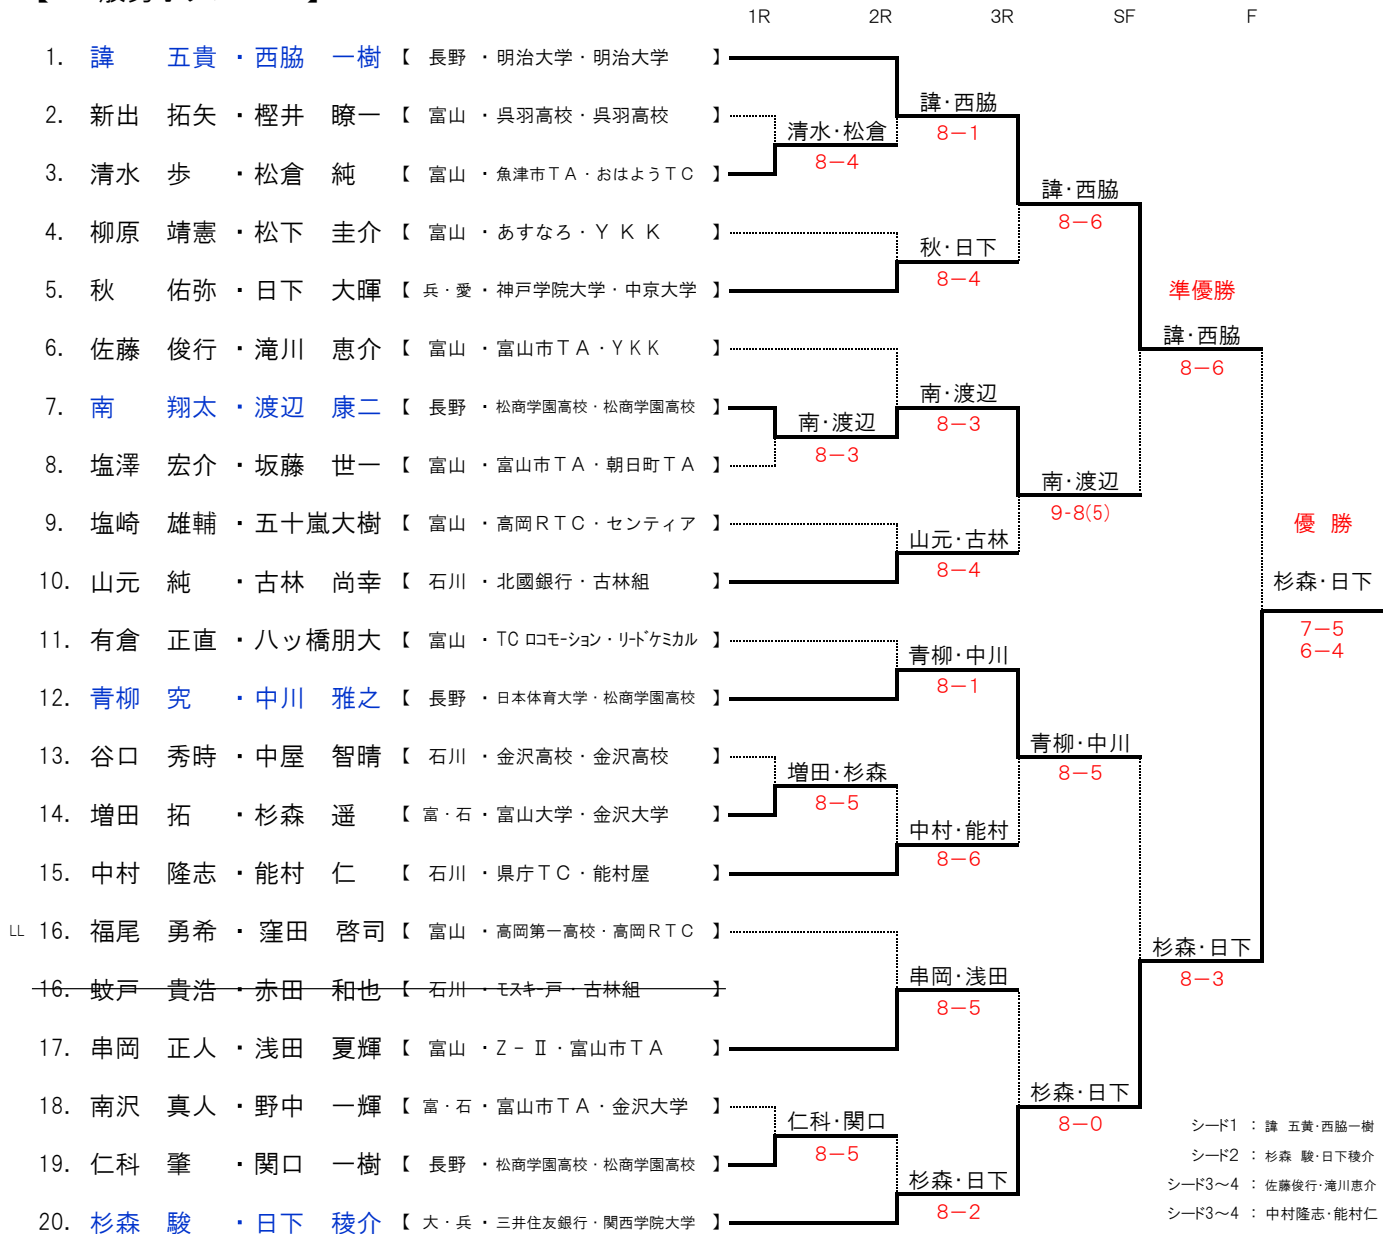 1R 2R 3R SF F
1. 諱 五貴 ・ 西脇 一樹 【 長野 ・ 明治大学・明治大学 】
2. 新出 拓矢 ・ 樫井 瞭一 【 富山 ・ 呉羽高校・呉羽高校 】
3. 清水 歩 ・ 松倉 純 【 富山 ・ 魚津市TA・おはようTC 】
4. 柳原 靖憲 ・ 松下 圭介 【 富山 ・ あすなろ・YKK 】
5. 秋 佑弥 ・ 日下 大暉 【 兵・愛 ・ 神戸学院大学・中京大学 】
6. 佐藤 俊行 ・ 滝川 恵介 【 富山 ・ 富山市TA・YKK 】
7. 南 翔太 ・ 渡辺 康二 【 長野 ・ 松商学園高校・松商学園高校 】
8. 塩澤 宏介 ・ 坂藤 世一 【 富山 ・ 富山市TA・朝日町TA 】
9. 塩崎 雄輔 ・ 五十嵐大樹 【 富山 ・ 高岡RTC・センティア 】
10. 山元 純 ・ 古林 尚幸 【 石川 ・ 北國銀行・古林組 】
11. 有倉 正直 ・ 八ッ橋朋大 【 富山 ・ TC ロコモーション・リードケミカル 】
12. 青柳 究 ・ 中川 雅之 【 長野 ・ 日本体育大学・松商学園高校 】
13. 谷口 秀時 ・ 中屋 智晴 【 石川 ・ 金沢高校・金沢高校 】
14. 増田 拓 ・ 杉森 遥 【 富・石 ・ 富山大学・金沢大学 】
15. 中村 隆志 ・ 能村 仁 【 石川 ・ 県庁TC・能村屋 】
LL 16. 福尾 勇希 ・ 窪田 啓司 【 富山 ・ 高岡第一高校・高岡RTC 】
16. 蚊戸 貴浩 ・ 赤田 和也 【 石川 ・ モスキー戸・古林組 】
17. 串岡 正人 ・ 浅田 夏輝 【 富山 ・ Z－Ⅱ・富山市TA 】
18. 南沢 真人 ・ 野中 一輝 【 富・石 ・ 富山市TA・金沢大学 】
19. 仁科 肇 ・ 関口 一樹 【 長野 ・ 松商学園高校・松商学園高校 】
20. 杉森 駿 ・ 日下 稜介 【 大・兵 ・ 三井住友銀行・関西学院大学 】
清水・松倉
8－4
南・渡辺
8－3
増田・杉森
8－5
仁科・関口
8－5
諱・西脇
8－1
秋・日下
8－4
南・渡辺
8－3
山元・古林
8－4
青柳・中川
8－1
中村・能村
8－6
串岡・浅田
8－5
杉森・日下
8－2
諱・西脇
8－6
南・渡辺
9-8(5)
青柳・中川
8－5
杉森・日下
8－0
準優勝
諱・西脇
8－6
杉森・日下
8－3
優 勝
杉森・日下
7－5
6－4
シード1 ： 諱 五黄・西脇一樹
シード2 ： 杉森 駿・日下稜介
シード3～4 ： 佐藤俊行・滝川恵介
シード3～4 ： 中村隆志・能村仁